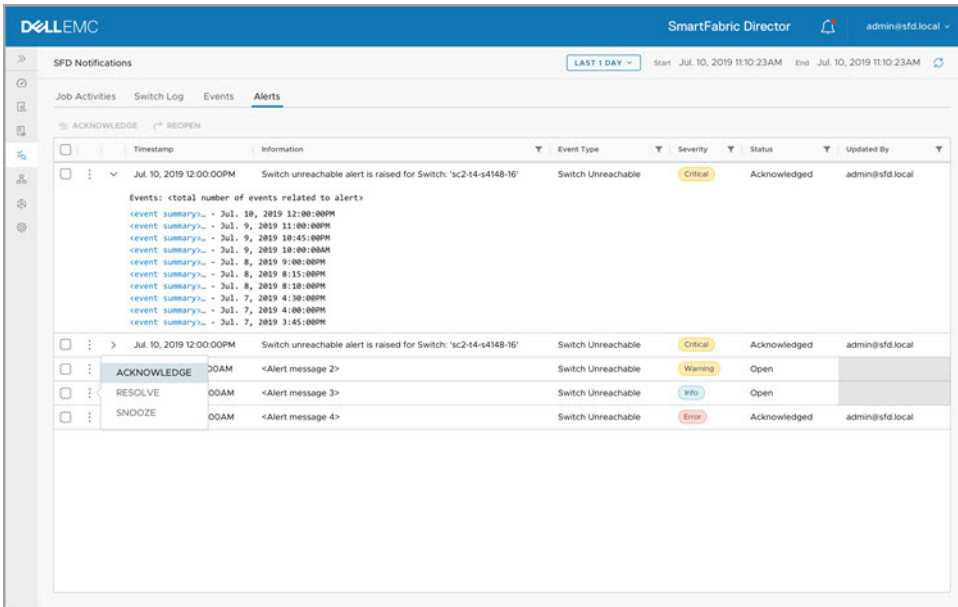 DELLEMC SmartFabric Director admin@sfd.local
SFD Notifications LAST 1 DAY Start Jul. 10, 2019 11:10:23AM End Jul. 10, 2019 11:10:23AM
Job Activities Switch Log Events Alerts
ACKNOWLEDGE REOPEN
Timestamp Information Event Type Severity Status Updated By
Jul. 10, 2019 12:00:00PM Switch unreachable alert is raised for Switch: 'sc2-t4-s4148-16' Switch Unreachable Critical Acknowledged admin@sfd.local
Events: <total number of events related to alert>
<event summary>… - Jul. 10, 2019 12:00:00PM
<event summary>… - Jul. 9, 2019 11:00:00PM
<event summary>… - Jul. 9, 2019 10:45:00PM
<event summary>… - Jul. 9, 2019 10:00:00AM
<event summary>… - Jul. 8, 2019 9:00:00PM
<event summary>… - Jul. 8, 2019 8:15:00PM
<event summary>… - Jul. 8, 2019 8:10:00PM
<event summary>… - Jul. 7, 2019 4:30:00PM
<event summary>… - Jul. 7, 2019 4:00:00PM
<event summary>… - Jul. 7, 2019 3:45:00PM
Jul. 10, 2019 12:00:00PM Switch unreachable alert is raised for Switch: 'sc2-t4-s4148-16' Switch Unreachable Critical Acknowledged admin@sfd.local
ACKNOWLEDGE 00AM <Alert message 2> Switch Unreachable Warning Open
RESOLVE 00AM <Alert message 3> Switch Unreachable Info Open
SNOOZE 00AM <Alert message 4> Switch Unreachable Error Acknowledged admin@sfd.local